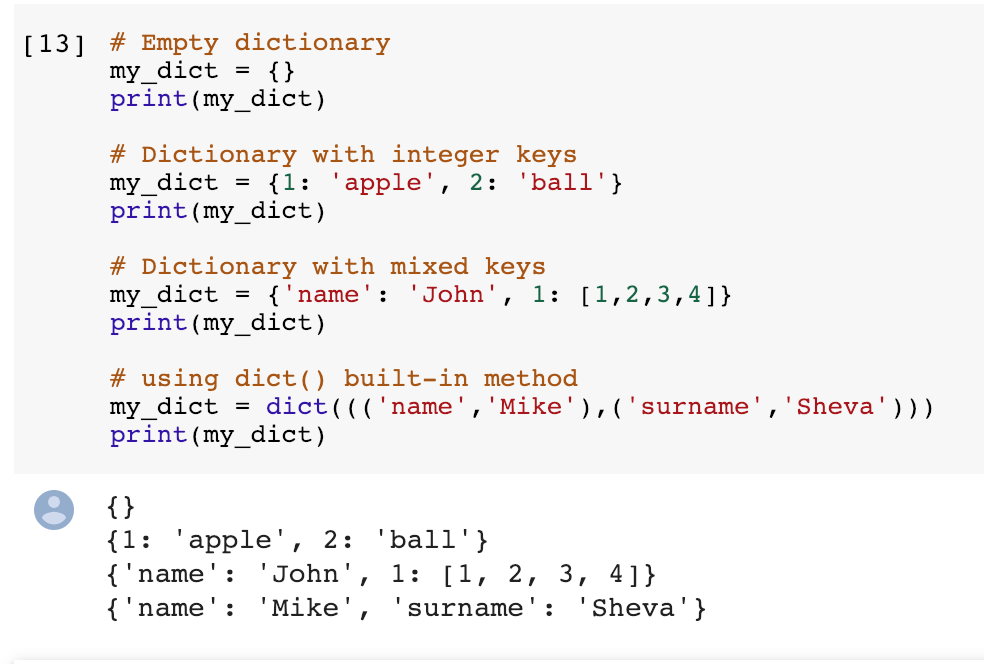 [13] # Empty dictionary
my_dict = {}
print(my_dict)
# Dictionary with integer keys
my_dict = {1: 'apple', 2: 'ball'}
print(my_dict)
# Dictionary with mixed keys
my_dict = {'name': 'John', 1: [1,2,3,4]}
print(my_dict)
# using dict() built-in method
my_dict = dict((('name','Mike'),('surname','Sheva')))
print(my_dict)
{}
{1: 'apple', 2: 'ball'}
{'name': 'John', 1: [1, 2, 3, 4]}
{'name': 'Mike', 'surname': 'Sheva'}